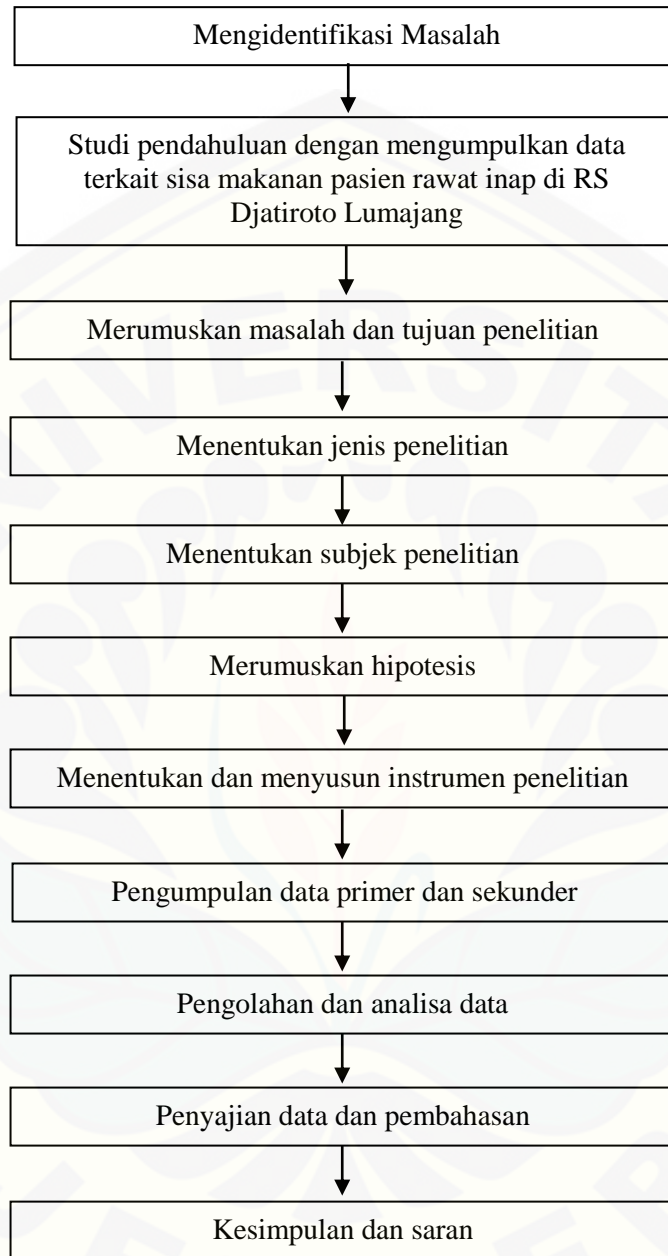 Mengidentifikasi Masalah
Studi pendahuluan dengan mengumpulkan data
terkait sisa makanan pasien rawat inap di RS
Djatiroto Lumajang
Merumuskan masalah dan tujuan penelitian
Menentukan jenis penelitian
Menentukan subjek penelitian
Merumuskan hipotesis
Menentukan dan menyusun instrumen penelitian
Pengumpulan data primer dan sekunder
Pengolahan dan analisa data
Penyajian data dan pembahasan
Kesimpulan dan saran